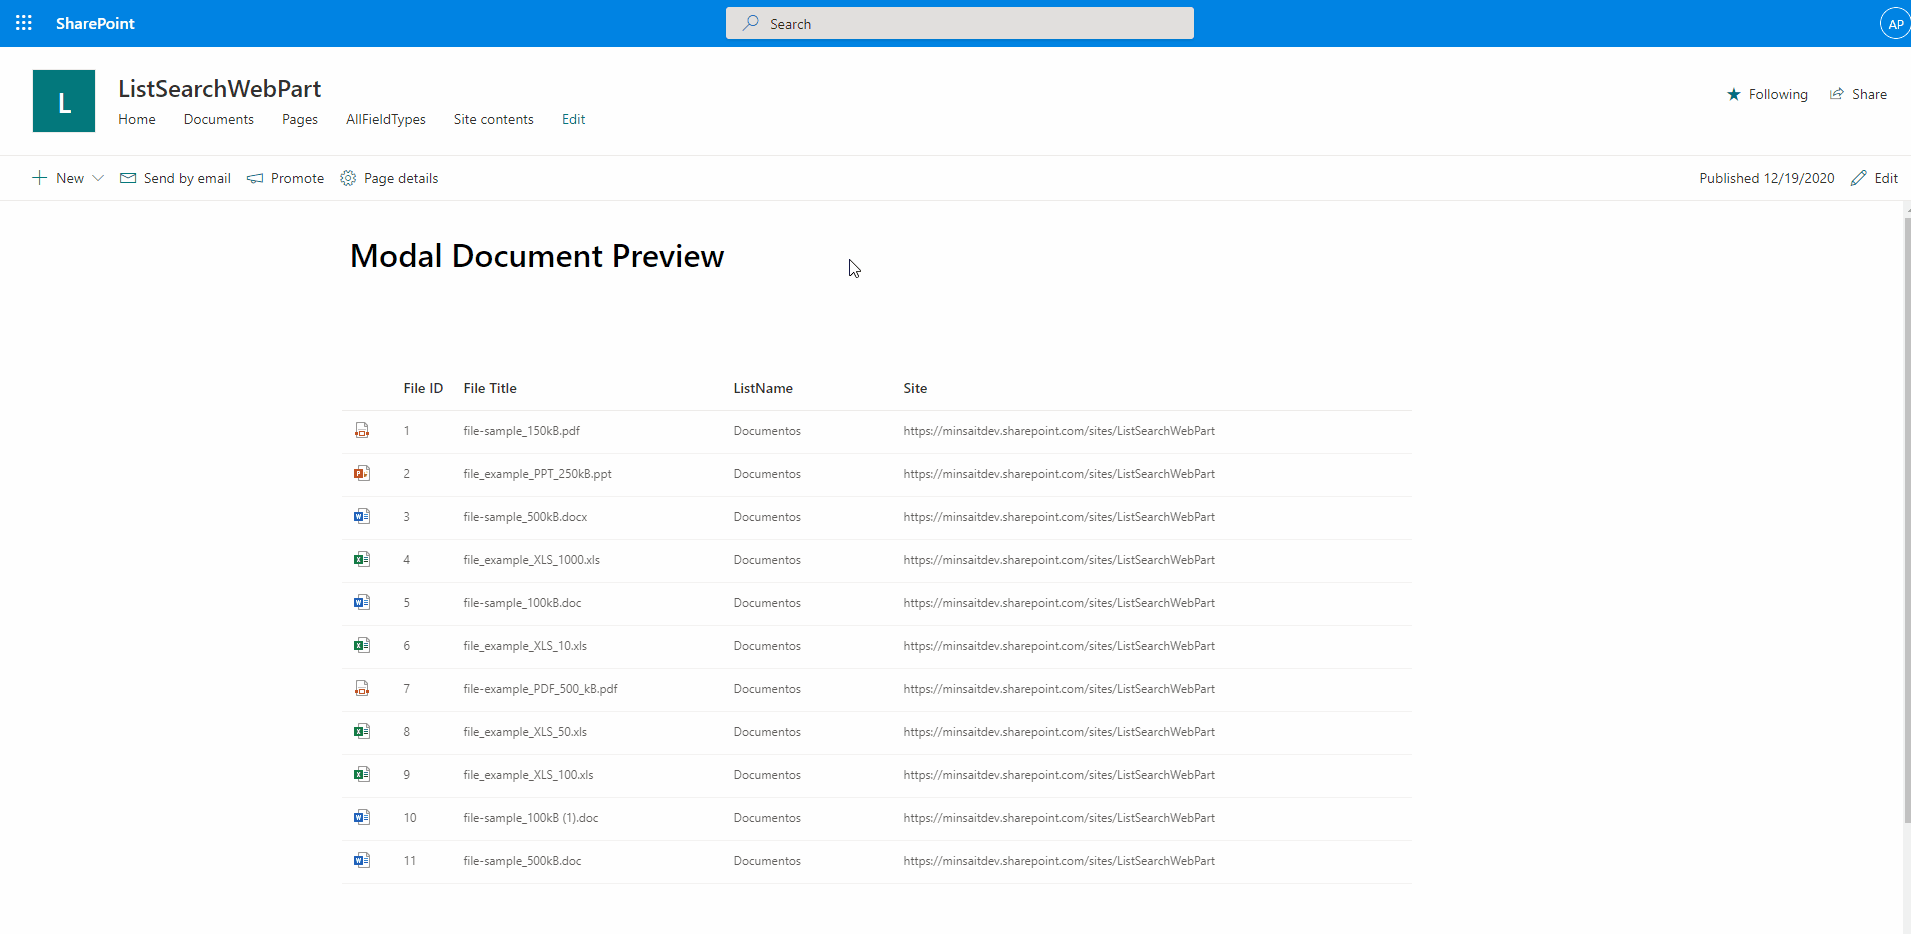 SharePoint
Search
AP
L
ListSearchWebPart
Home Documents Pages AllFieldTypes Site contents Edit
Following Share
New Send by email Promote Page details
Published 12/19/2020 Edit
Modal Document Preview
File ID File Title ListName Site
1 file-sample_150kB.pdf Documentos https://minsaitdev.sharepoint.com/sites/ListSearchWebPart
2 file_example_PPT_250kB.ppt Documentos https://minsaitdev.sharepoint.com/sites/ListSearchWebPart
3 file-sample_500kB.docx Documentos https://minsaitdev.sharepoint.com/sites/ListSearchWebPart
4 file_example_XLS_1000.xls Documentos https://minsaitdev.sharepoint.com/sites/ListSearchWebPart
5 file-sample_100kB.doc Documentos https://minsaitdev.sharepoint.com/sites/ListSearchWebPart
6 file_example_XLS_10.xls Documentos https://minsaitdev.sharepoint.com/sites/ListSearchWebPart
7 file-example_PDF_500_kB.pdf Documentos https://minsaitdev.sharepoint.com/sites/ListSearchWebPart
8 file_example_XLS_50.xls Documentos https://minsaitdev.sharepoint.com/sites/ListSearchWebPart
9 file_example_XLS_100.xls Documentos https://minsaitdev.sharepoint.com/sites/ListSearchWebPart
10 file-sample_100kB (1).doc Documentos https://minsaitdev.sharepoint.com/sites/ListSearchWebPart
11 file-sample_500kB.doc Documentos https://minsaitdev.sharepoint.com/sites/ListSearchWebPart